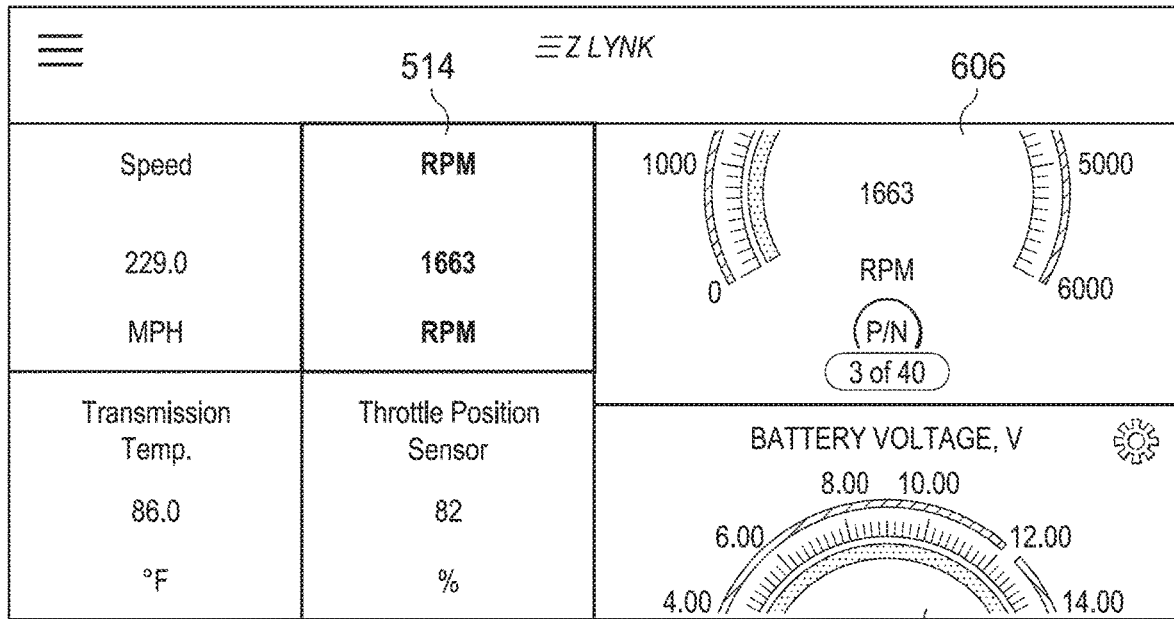 Z LYNK
514
606
Speed
229.0
MPH
RPM
1663
RPM
1000
5000
1663
RPM
0
6000
P/N
3 of 40
Transmission
Temp.
86.0
°F
Throttle Position
Sensor
82
%
BATTERY VOLTAGE, V
8.00 10.00
6.00 12.00
4.00 14.00